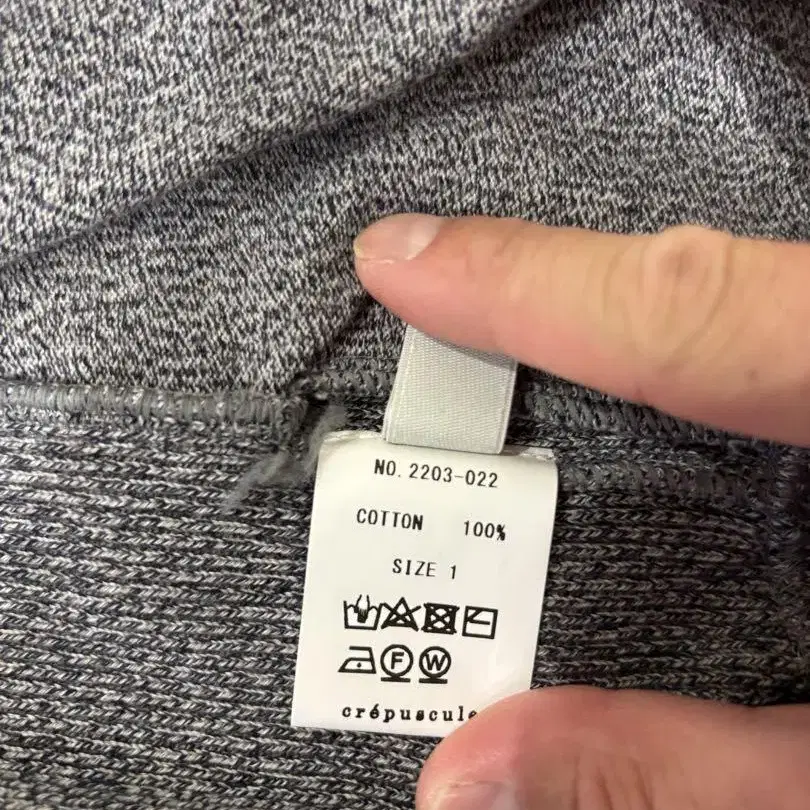 NO. 2203-022
COTTON 100%
SIZE 1
F W
crépuscule